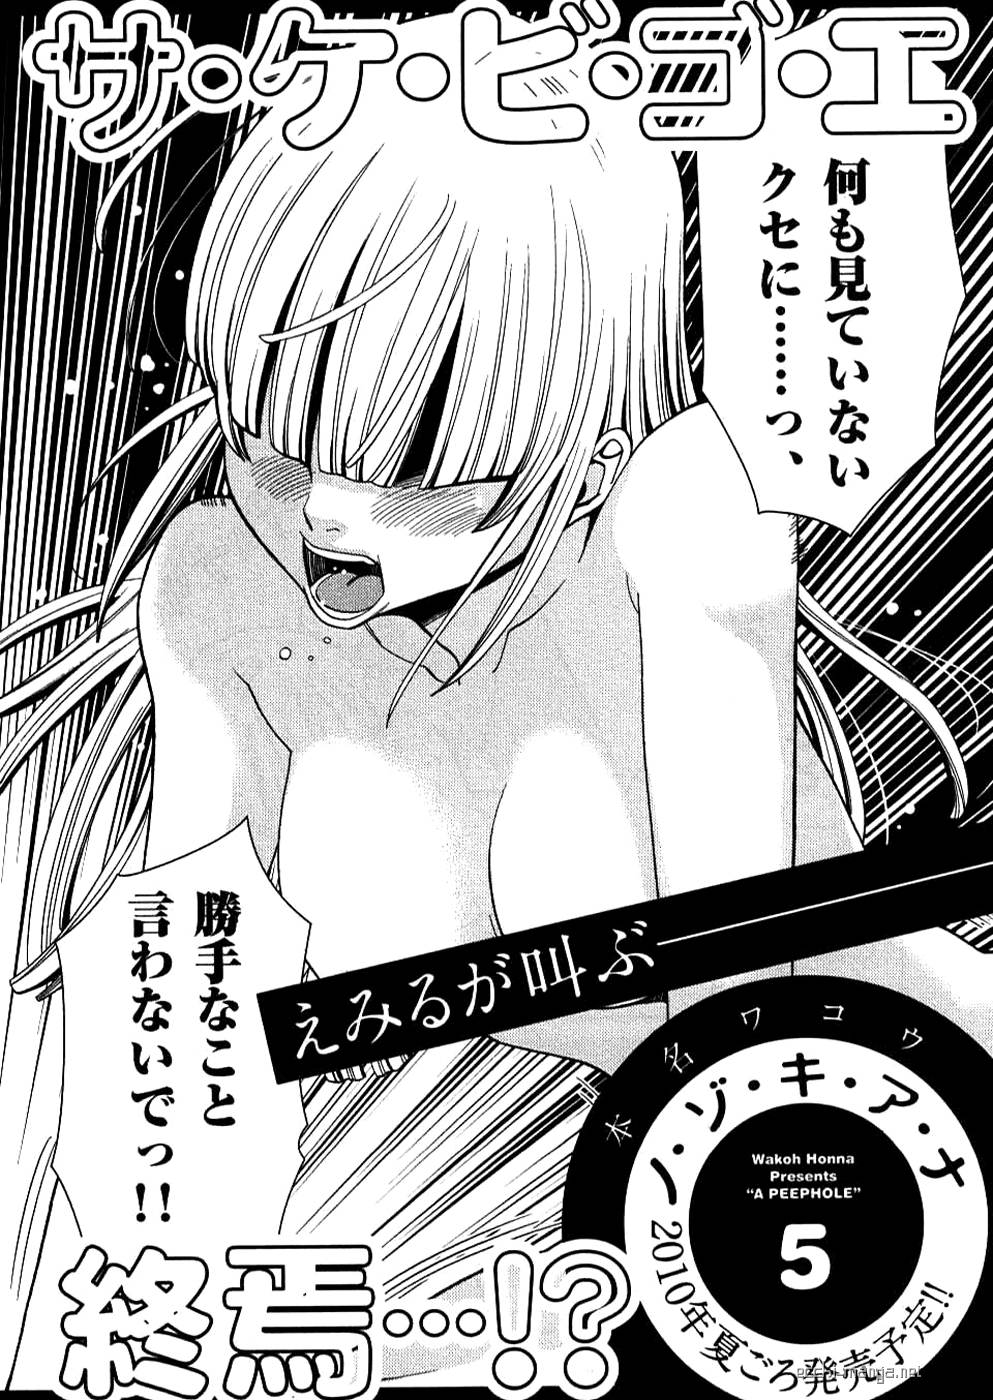 サ・ケ・ビ・ゴ・エ
何も見ていない
クセに………っ、
勝手なこと
言わないでっ!!
えみるが叫ぶ――
終焉…!?
本名ワコウ
ノ・ゾ・キ・ア・ナ
Wakoh Honna
Presents
“A PEEPHOLE”
5
2010年夏ごろ発売予定!!